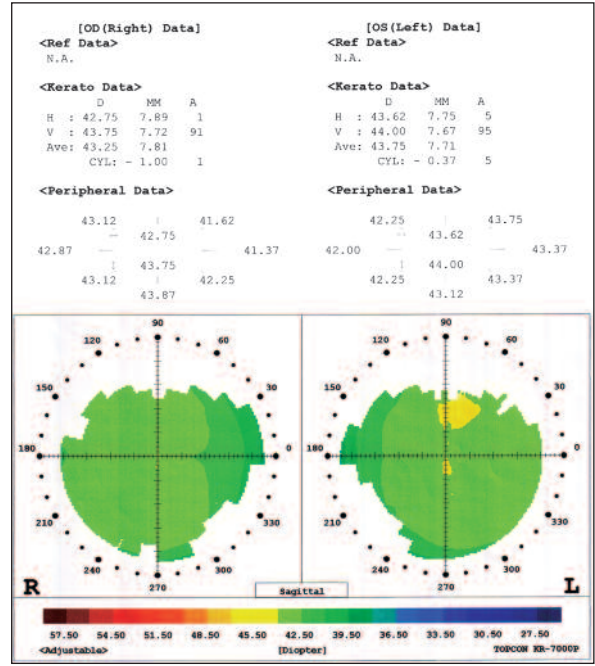 [OD(Right) Data]
<Ref Data>
N.A.
<Kerato Data>
D MM A
H : 42.75 7.89 1
V : 43.75 7.72 91
Ave: 43.25 7.81
CYL: - 1.00 1
<Peripheral Data>
43.12 41.62
42.75
42.87 41.37
43.75
43.12 42.25
43.87
[OS(Left) Data]
<Ref Data>
N.A.
<Kerato Data>
D MM A
H : 43.62 7.75 5
V : 44.00 7.67 95
Ave: 43.75 7.71
CYL: - 0.37 5
<Peripheral Data>
42.25 43.75
43.62
42.00 43.37
44.00
42.25 43.37
43.12
90
120 60
150 30
180 0
210 330
240 300
270
R
90
120 60
150 30
180 0
210 330
240 300
270
L
Sagittal
57.50 54.50 51.50 48.50 45.50 42.50 39.50 36.50 33.50 30.50 27.50
<Adjustable> [Diopter] TOPCON KR-7000P